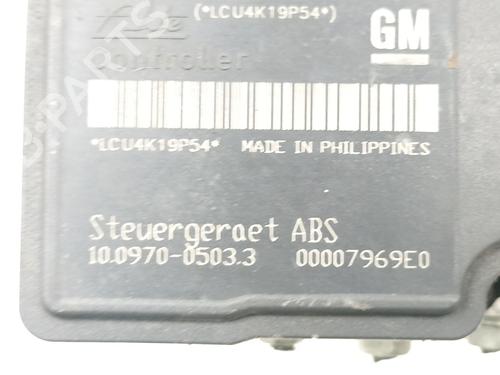 (*LCU4K19P54*)
GM
Controller
*LCU4K19P54* MADE IN PHILIPPINES
Steuergeraet ABS
10.0970-0503.3 00007969E0